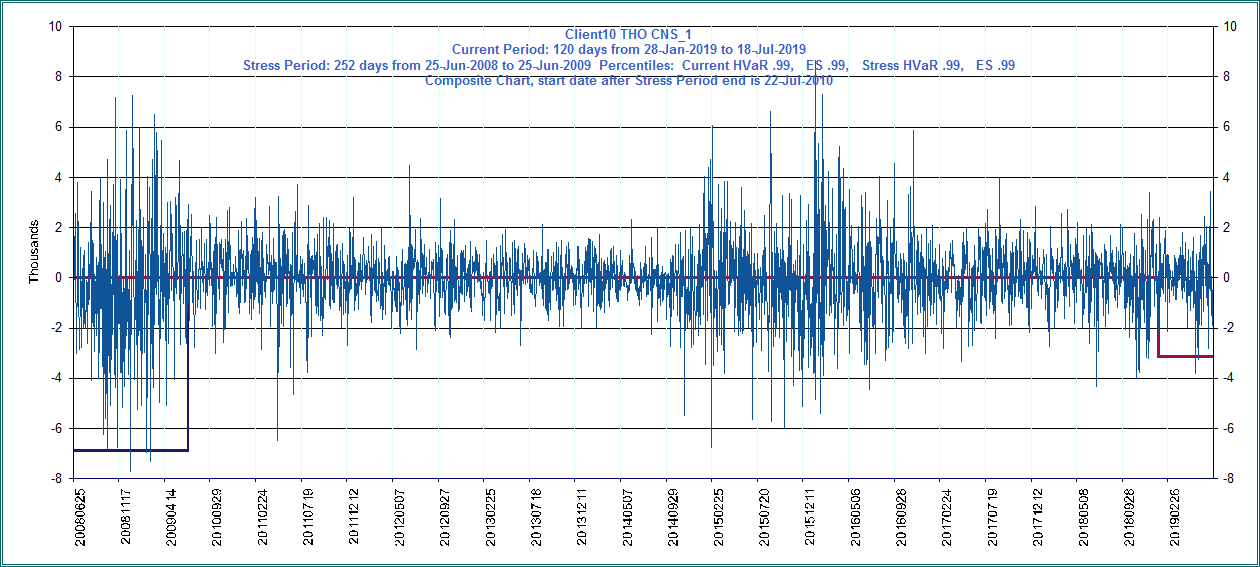 Client10 THO CNS_1
Current Period: 120 days from 28-Jan-2019 to 18-Jul-2019
Stress Period: 252 days from 25-Jun-2008 to 25-Jun-2009 Percentiles: Current HVaR .99, ES .99, Stress HVaR .99, ES .99
Composite Chart, start date after Stress Period end is 22-Jul-2010
10 10
8 8
6 6
4 4
2 2
0 0
-2 -2
-4 -4
-6 -6
-8 -8
Thousands
20080625 20081117 20090414 20100929 20110224 20110719 20111212 20120507 20120927 20130225 20130718 20131211 20140507 20140929 20150225 20150720 20151211 20160506 20160928 20170224 20170719 20171212 20180508 20180928 20190226